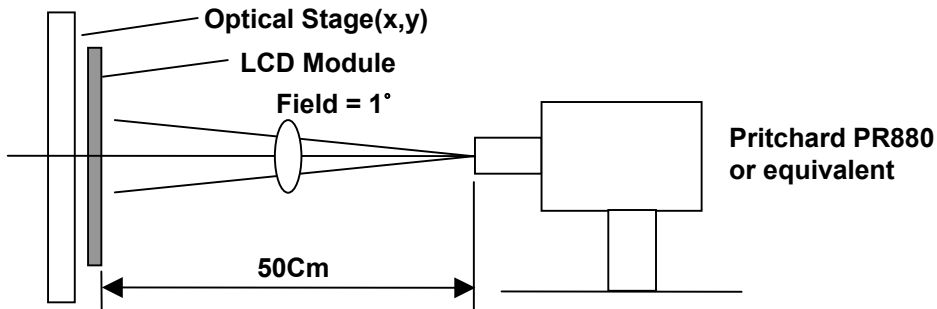 Optical Stage(x,y)
LCD Module
Field = 1˚
Pritchard PR880
or equivalent
50Cm